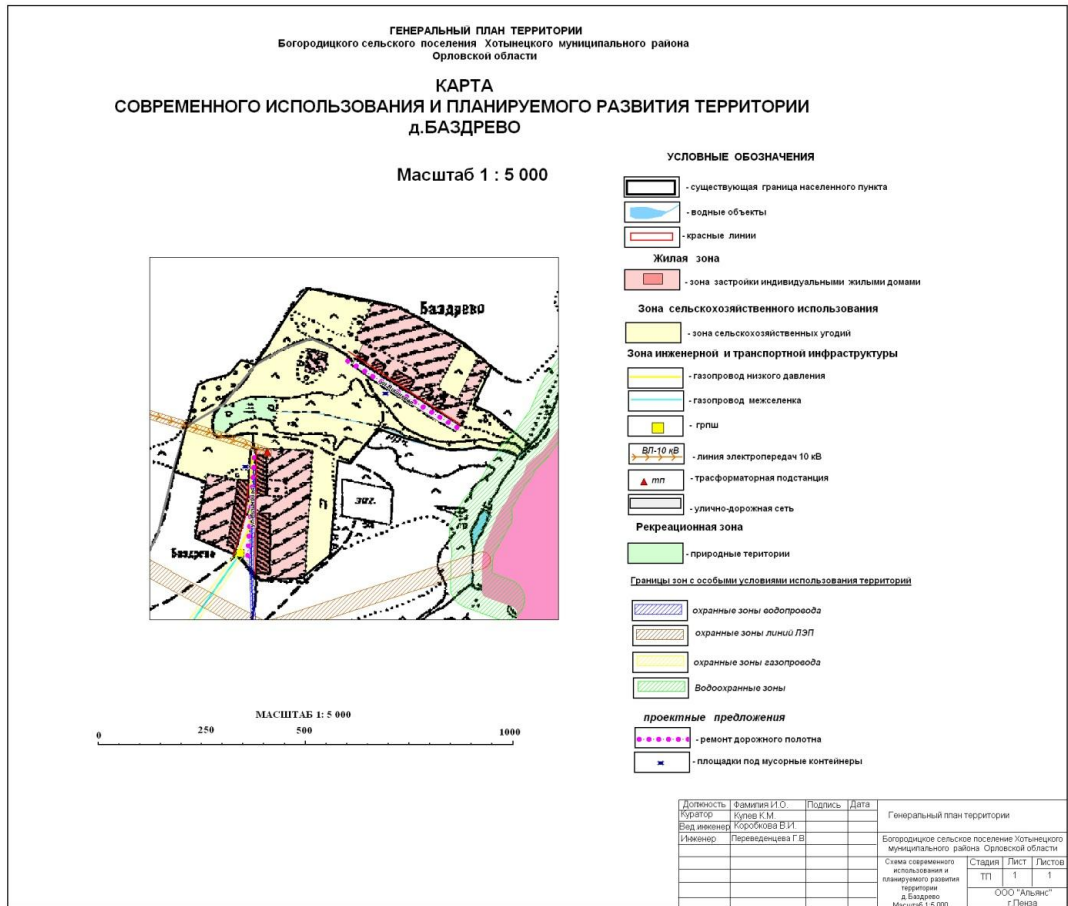 ГЕНЕРАЛЬНЫЙ ПЛАН ТЕРРИТОРИИ
Богородицкого сельского поселения Хотынецкого муниципального района
Орловской области
КАРТА
СОВРЕМЕННОГО ИСПОЛЬЗОВАНИЯ И ПЛАНИРУЕМОГО РАЗВИТИЯ ТЕРРИТОРИИ
д.БАЗДРЕВО
Масштаб 1 : 5 000
УСЛОВНЫЕ ОБОЗНАЧЕНИЯ
- существующая граница населенного пункта
- водные объекты
- красные линии
Жилая зона
- зона застройки индивидуальными жилыми домами
Зона сельскохозяйственного использования
- зона сельскохозяйственных угодий
Зона инженерной и транспортной инфраструктуры
- газопровод низкого давления
- газопровод межселенка
- грпш
ВЛ-10 кВ - линия электропередач 10 кВ
тп - трасформаторная подстанция
- улично-дорожная сеть
Рекреационная зона
- природные територии
Границы зон с особыми условиями использования территорий
охранные зоны водопровода
охранные зоны линий ЛЭП
охранные зоны газопровода
Водоохранные зоны
проектные предложения
- ремонт дорожного полотна
- площадки под мусорные контейнеры
Баздрево
заг.
Баздрево
МАСШТАБ 1: 5 000
0 250 500 1000
Должность Фамилия И.О. Подпись Дата
Куратор Кулев К.М.
Вед.инженер Коробкова В.И.
Инженер Переведенцева Г.В
Генеральный план территории
Богородицкое сельское поселение Хотынецкого
муниципального района Орловской области
Схема современного
использования и
планируемого развития
территории
д.Баздрево
Масштаб 1:5 000
Стадия Лист Листов
ТП 1 1
ООО "Альянс"
г.Пенза